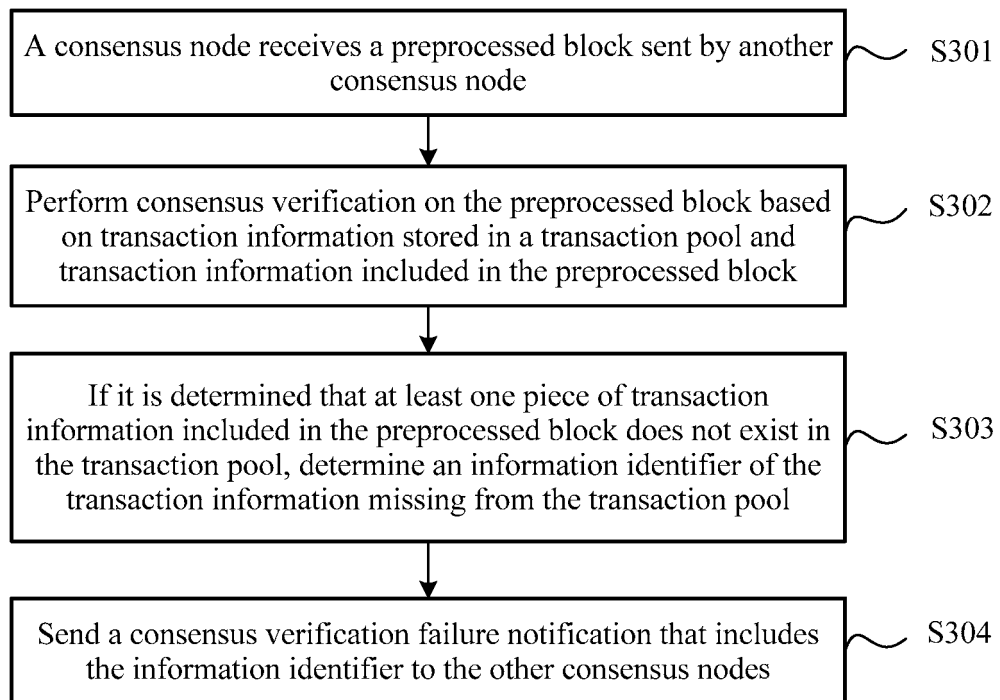 A consensus node receives a preprocessed block sent by another
consensus node
S301
Perform consensus verification on the preprocessed block based
on transaction information stored in a transaction pool and
transaction information included in the preprocessed block
S302
If it is determined that at least one piece of transaction
information included in the preprocessed block does not exist in
the transaction pool, determine an information identifier of the
transaction information missing from the transaction pool
S303
Send a consensus verification failure notification that includes
the information identifier to the other consensus nodes
S304